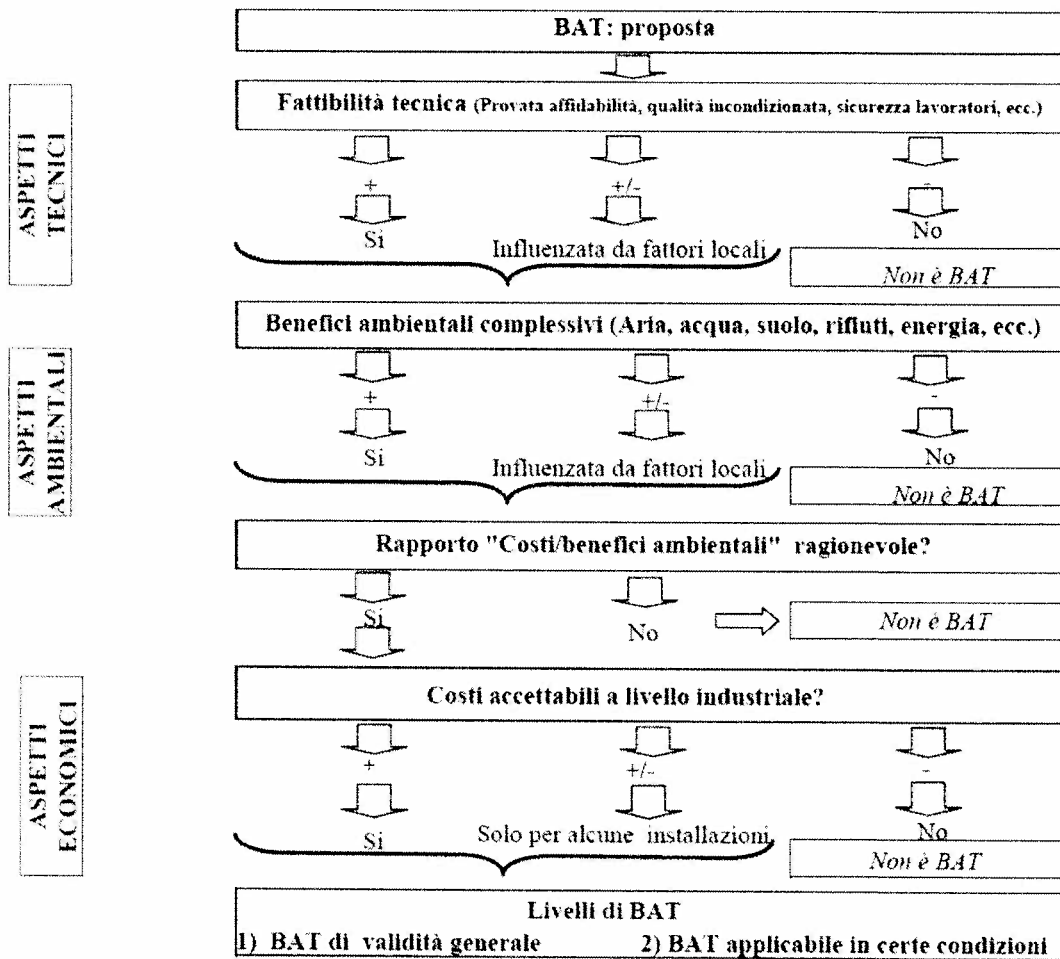 BAT: proposta
ASPETTI
TECNICI
Fattibilità tecnica (Provata affidabilità, qualità incondizionata, sicurezza lavoratori, ecc.)
+
+/-
-
Si
Influenzata da fattori locali
No
Non è BAT
ASPETTI
AMBIENTALI
Benefici ambientali complessivi (Aria, acqua, suolo, rifiuti, energia, ecc.)
+
+/-
-
Si
Influenzata da fattori locali
No
Non è BAT
ASPETTI
ECONOMICI
Rapporto "Costi/benefici ambientali" ragionevole?
Si
No
Non è BAT
Costi accettabili a livello industriale?
+
+/-
-
Si
Solo per alcune installazioni
No
Non è BAT
Livelli di BAT
1) BAT di validità generale 2) BAT applicabile in certe condizioni